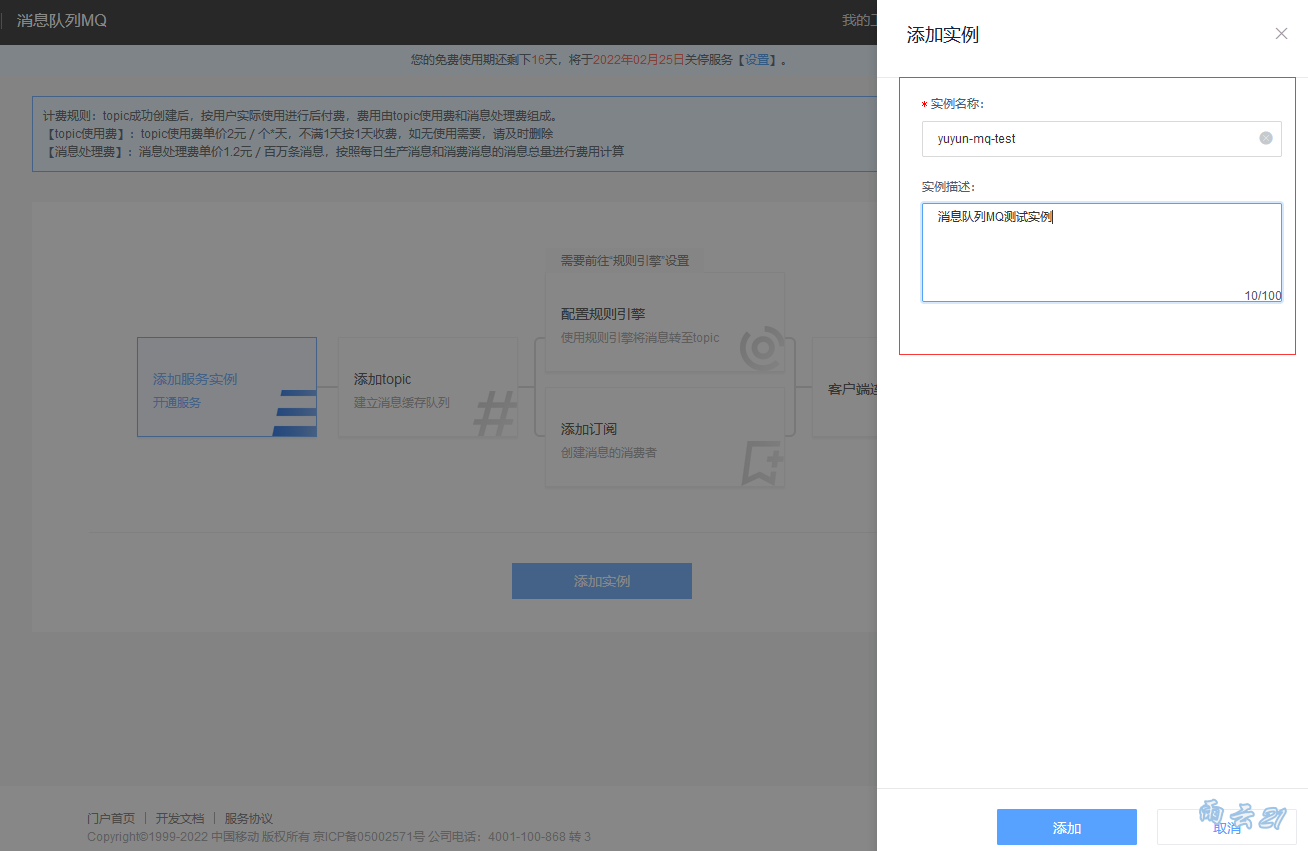 消息队列MQ
我的工
您的免费使用期还剩下16天，将于2022年02月25日关停服务【设置】。
计费规则：topic成功创建后，按用户实际使用进行后付费，费用由topic使用费和消息处理费组成。
【topic使用费】：topic使用费单价2元 / 个*天，不满1天按1天收费，如无使用需要，请及时删除
【消息处理费】：消息处理费单价1.2元 / 百万条消息，按照每日生产消息和消费消息的消息总量进行费用计算
添加服务实例
开通服务
添加topic
建立消息缓存队列
需要前往“规则引擎”设置
配置规则引擎
使用规则引擎将消息转至topic
添加订阅
创建消息的消费者
客户端连
添加实例
门户首页 | 开发文档 | 服务协议
Copyright©1999-2022 中国移动 版权所有 京ICP备05002571号 公司电话：4001-100-868 转 3
添加实例
* 实例名称：
yuyun-mq-test
实例描述：
消息队列MQ测试实例
10/100
添加
取消
雨云21